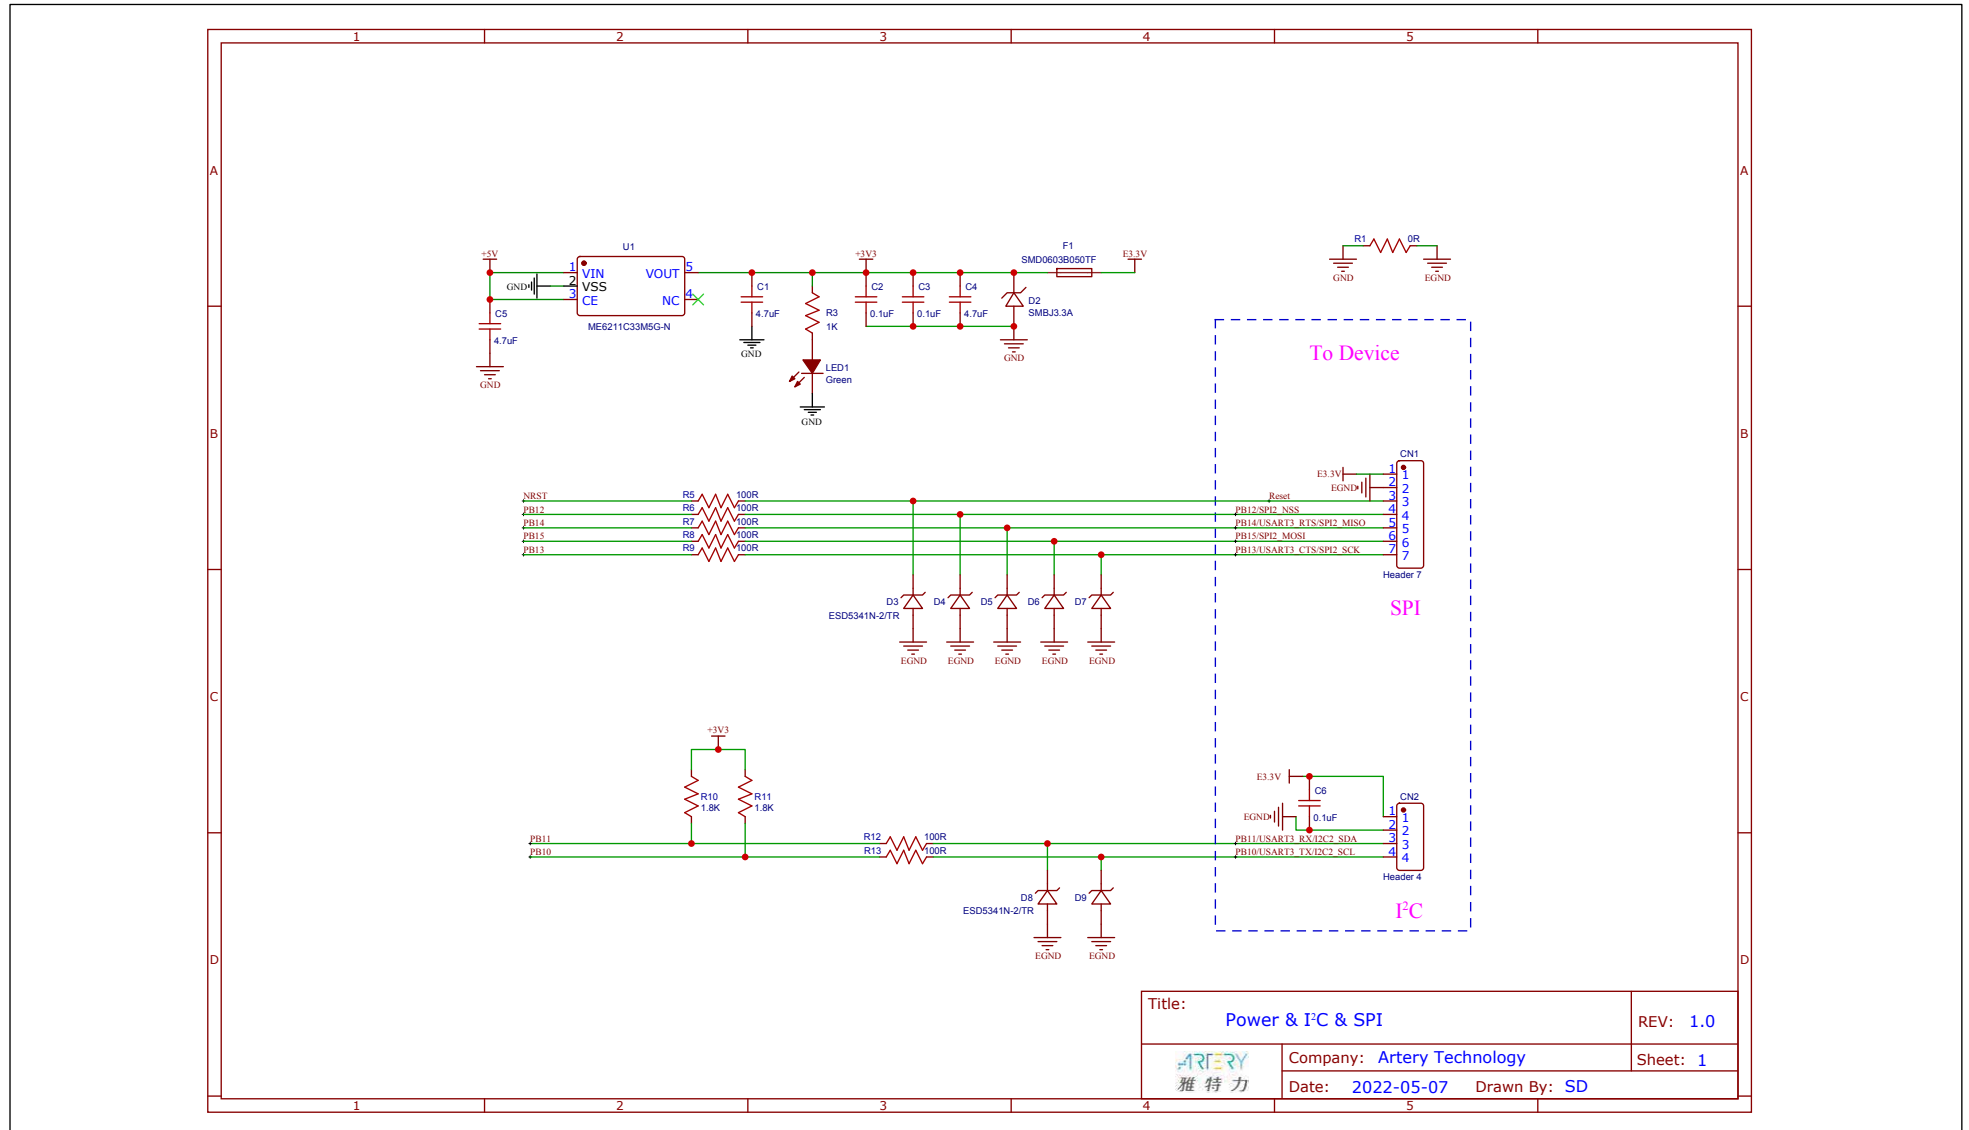 1 2 3 4 5
A A
B B
C C
D D
+5V
U1
1 VIN VOUT 5
GND 2 VSS
3 CE NC 4
ME6211C33M5G-N
C5
4.7uF
GND
C1
4.7uF
GND
R3
1K
LED1
Green
GND
+3V3
C2
0.1uF
C3
0.1uF
C4
4.7uF
D2
SMBJ3.3A
GND
F1
SMD0603B050TF
E3.3V
R1 0R
GND EGND
To Device
CN1
E3.3V 1 1
EGND 2 2
NRST R5 100R Reset 3 3
PB12 R6 100R PB12/SPI2_NSS 4 4
PB14 R7 100R PB14/USART3_RTS/SPI2_MISO 5 5
PB15 R8 100R PB15/SPI2_MOSI 6 6
PB13 R9 100R PB13/USART3_CTS/SPI2_SCK 7 7
Header 7
SPI
D3 D4 D5 D6 D7
ESD5341N-2/TR
EGND EGND EGND EGND EGND
+3V3
R10
1.8K
R11
1.8K
E3.3V
C6
0.1uF
EGND
CN2
1 1
2 2
PB11 R12 100R PB11/USART3_RX/I2C2_SDA 3 3
PB10 R13 100R PB10/USART3_TX/I2C2_SCL 4 4
Header 4
I²C
D8 D9
ESD5341N-2/TR
EGND EGND
Title:
Power & I²C & SPI
REV: 1.0
ARTERY
雅特力
Company: Artery Technology
Sheet: 1
Date: 2022-05-07 Drawn By: SD
1 2 3 4 5